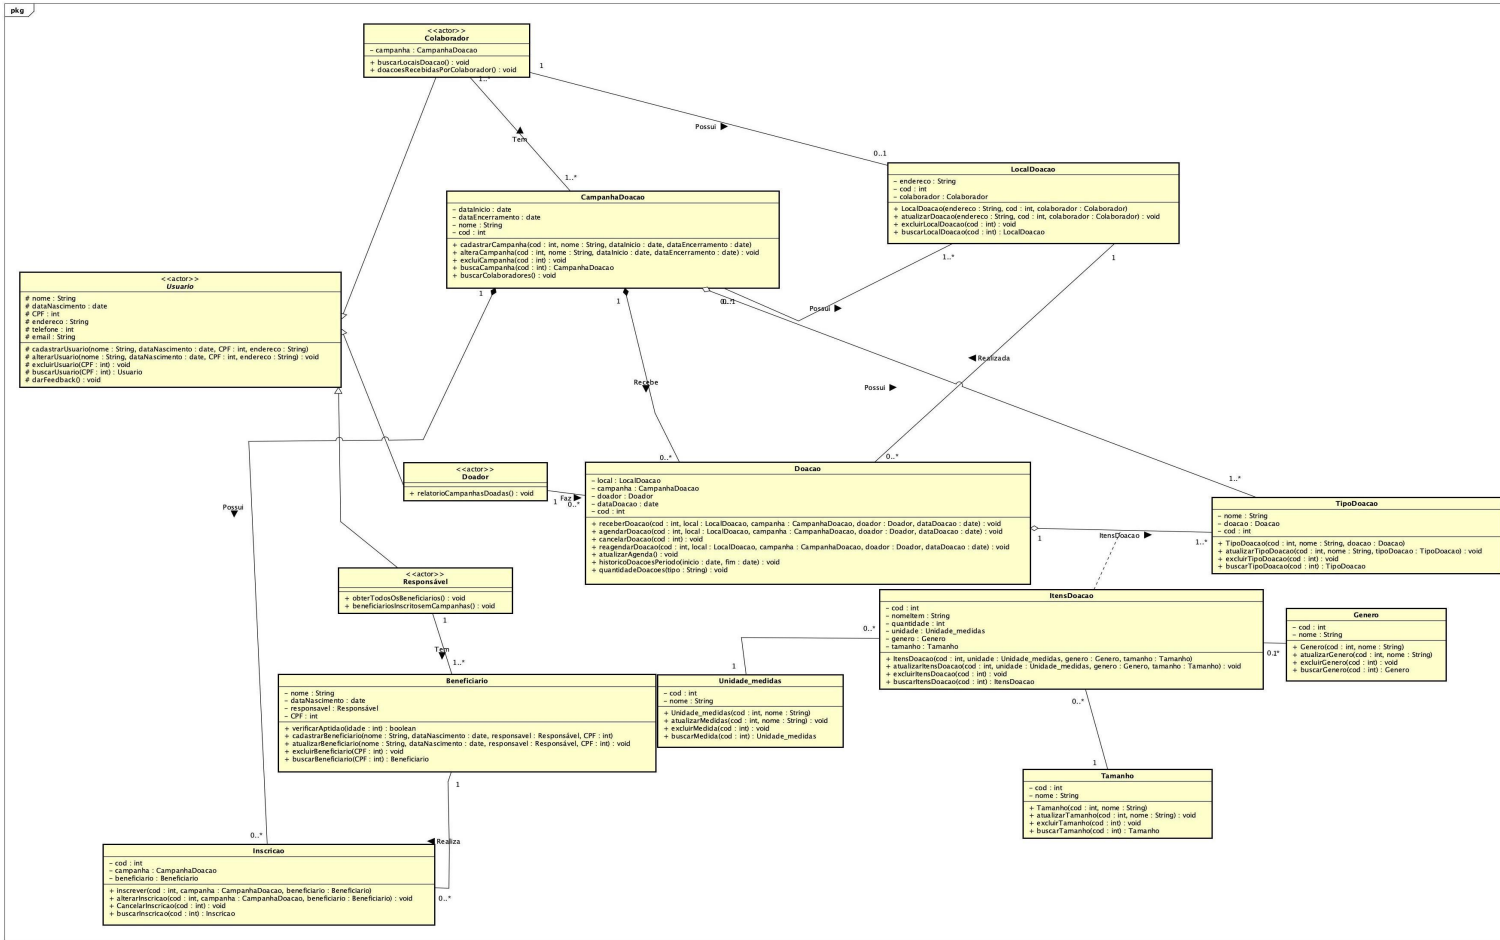 pkg
<<actor>>
Colaborador
– campanha : CampanhaDoacao
+ buscarLocaisDoacao() : void
+ doacoesRecebidasPorColaborador() : void
1..*
1
Possui
0..1
Tem
1..*
LocalDoacao
– endereco : String
– cod : int
– colaborador : Colaborador
+ LocalDoacao(endereco : String, cod : int, colaborador : Colaborador)
+ atualizarDoacao(endereco : String, cod : int, colaborador : Colaborador) : void
+ excluirLocalDoacao(cod : int) : void
+ buscarLocalDoacao(cod : int) : LocalDoacao
1..*
1
CampanhaDoacao
– dataInicio : date
– dataEncerramento : date
– nome : String
– cod : int
+ cadastrarCampanha(cod : int, nome : String, dataInicio : date, dataEncerramento : date)
+ alteraCampanha(cod : int, nome : String, dataInicio : date, dataEncerramento : date) : void
+ excluiCampanha(cod : int) : void
+ buscaCampanha(cod : int) : CampanhaDoacao
+ buscarColaboradores() : void
1
1
Possui
<<actor>>
Usuario
# nome : String
# dataNascimento : date
# CPF : int
# endereco : String
# telefone : int
# email : String
# cadastrarUsuario(nome : String, dataNascimento : date, CPF : int, endereco : String)
# alterarUsuario(nome : String, dataNascimento : date, CPF : int, endereco : String) : void
# excluirUsuario(CPF : int) : void
# buscarUsuario(CPF : int) : Usuario
# darFeedback() : void
Realizada
Recebe
Possui
0..*
0..*
<<actor>>
Doador
+ relatorioCampanhasDoadas() : void
1
Faz
0..*
Doacao
– local : LocalDoacao
– campanha : CampanhaDoacao
– doador : Doador
– dataDoacao : date
– cod : int
+ receberDoacao(cod : int, local : LocalDoacao, campanha : CampanhaDoacao, doador : Doador, dataDoacao : date) : void
+ agendarDoacao(cod : int, local : LocalDoacao, campanha : CampanhaDoacao, doador : Doador, dataDoacao : date) : void
+ cancelarDoacao(cod : int) : void
+ reagendarDoacao(cod : int, local : LocalDoacao, campanha : CampanhaDoacao, doador : Doador, dataDoacao : date) : void
+ atualizarAgenda() : void
+ historicoDoacoesPeriodo(inicio : date, fim : date) : void
+ quantidadeDoacoes(tipo : String) : void
1
ItensDoacao
1..*
1..*
TipoDoacao
– nome : String
– doacao : Doacao
– cod : int
+ TipoDoacao(cod : int, nome : String, doacao : Doacao)
+ atualizarTipoDoacao(cod : int, nome : String, tipoDoacao : TipoDoacao) : void
+ excluirTipoDoacao(cod : int) : void
+ buscarTipoDoacao(cod : int) : TipoDoacao
Possui
<<actor>>
Responsável
+ obterTodosOsBeneficiarios() : void
+ beneficiariosInscritosemCampanhas() : void
1
Tem
1..*
ItensDoacao
– cod : int
– nomeItem : String
– quantidade : int
– unidade : Unidade_medidas
– genero : Genero
– tamanho : Tamanho
+ ItensDoacao(cod : int, unidade : Unidade_medidas, genero : Genero, tamanho : Tamanho)
+ atualizarItensDoacao(cod : int, unidade : Unidade_medidas, genero : Genero, tamanho : Tamanho) : void
+ excluirItensDoacao(cod : int) : void
+ buscarItensDoacao(cod : int) : ItensDoacao
0..*
0..*
Genero
– cod : int
– nome : String
+ Genero(cod : int, nome : String)
+ atualizarGenero(cod : int, nome : String) : void
+ excluirGenero(cod : int) : void
+ buscarGenero(cod : int) : Genero
Beneficiario
– nome : String
– dataNascimento : date
– responsavel : Responsável
– CPF : int
+ verificarAptidao(idade : int) : boolean
+ cadastrarBeneficiario(nome : String, dataNascimento : date, responsavel : Responsável, CPF : int)
+ atualizarBeneficiario(nome : String, dataNascimento : date, responsavel : Responsável, CPF : int) : void
+ excluirBeneficiario(CPF : int) : void
+ buscarBeneficiario(CPF : int) : Beneficiario
1
1
Unidade_medidas
– cod : int
– nome : String
+ Unidade_medidas(cod : int, nome : String)
+ atualizarMedidas(cod : int, nome : String) : void
+ excluirMedida(cod : int) : void
+ buscarMedida(cod : int) : Unidade_medidas
1
Tamanho
– cod : int
– nome : String
+ Tamanho(cod : int, nome : String)
+ atualizarTamanho(cod : int, nome : String) : void
+ excluirTamanho(cod : int) : void
+ buscarTamanho(cod : int) : Tamanho
0..*
Realiza
0..*
Inscricao
– cod : int
– campanha : CampanhaDoacao
– beneficiario : Beneficiario
+ inscrever(cod : int, campanha : CampanhaDoacao, beneficiario : Beneficiario)
+ alterarInscricao(cod : int, campanha : CampanhaDoacao, beneficiario : Beneficiario) : void
+ CancelarInscricao(cod : int) : void
+ buscarInscricao(cod : int) : Inscricao